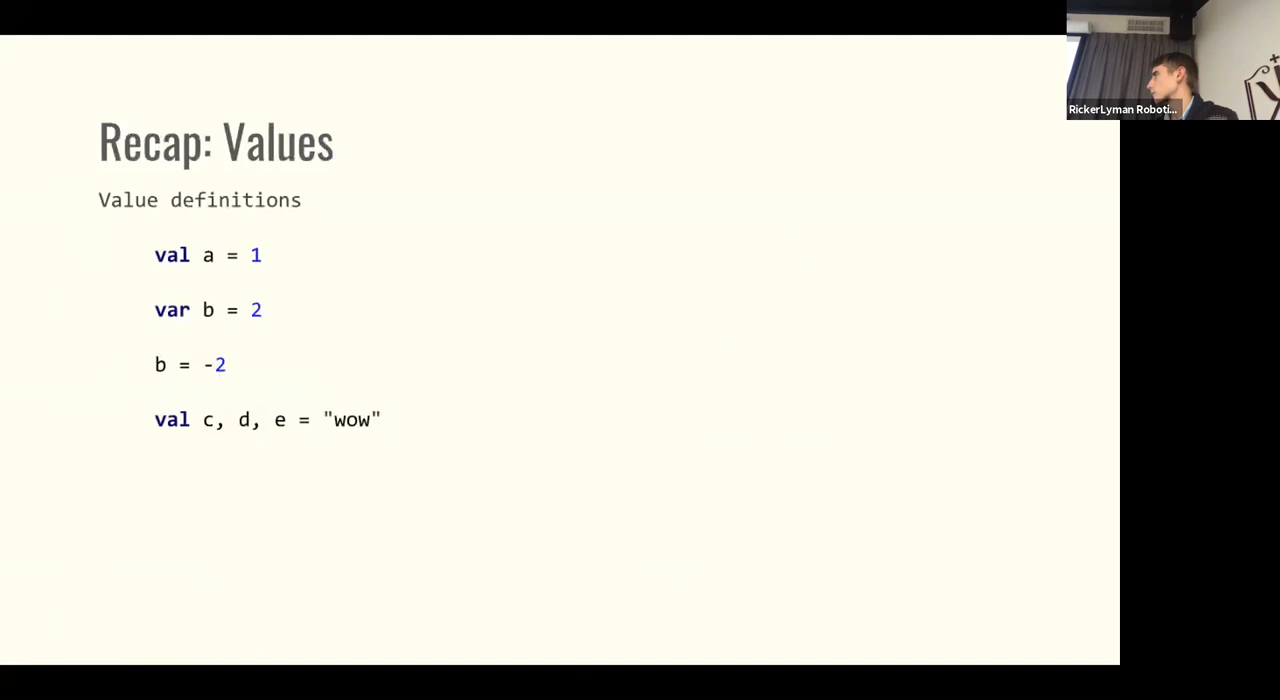 RickerLyman Roboti...
Recap: Values
Value definitions
val a = 1
var b = 2
b = -2
val c, d, e = "wow"